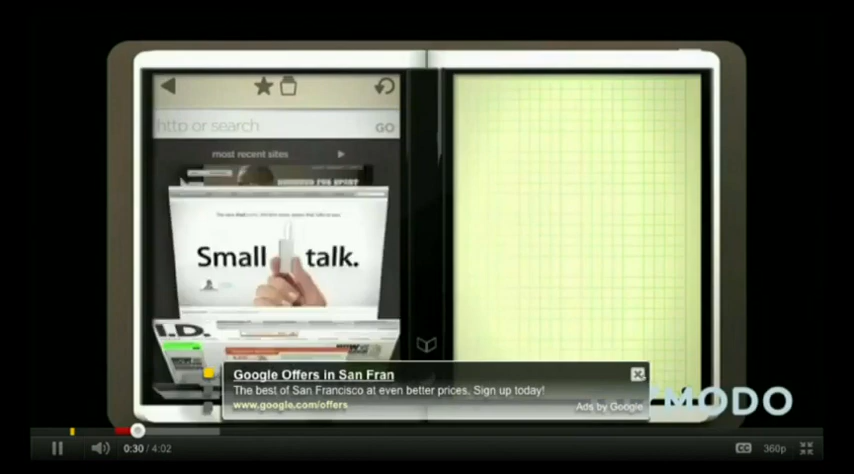 http or search GO
most recent sites
Small talk.
I.D.
Google Offers in San Fran
The best of San Francisco at even better prices. Sign up today!
www.google.com/offers
Ads by Google
MODO
0:30 / 4:02
CC 360p